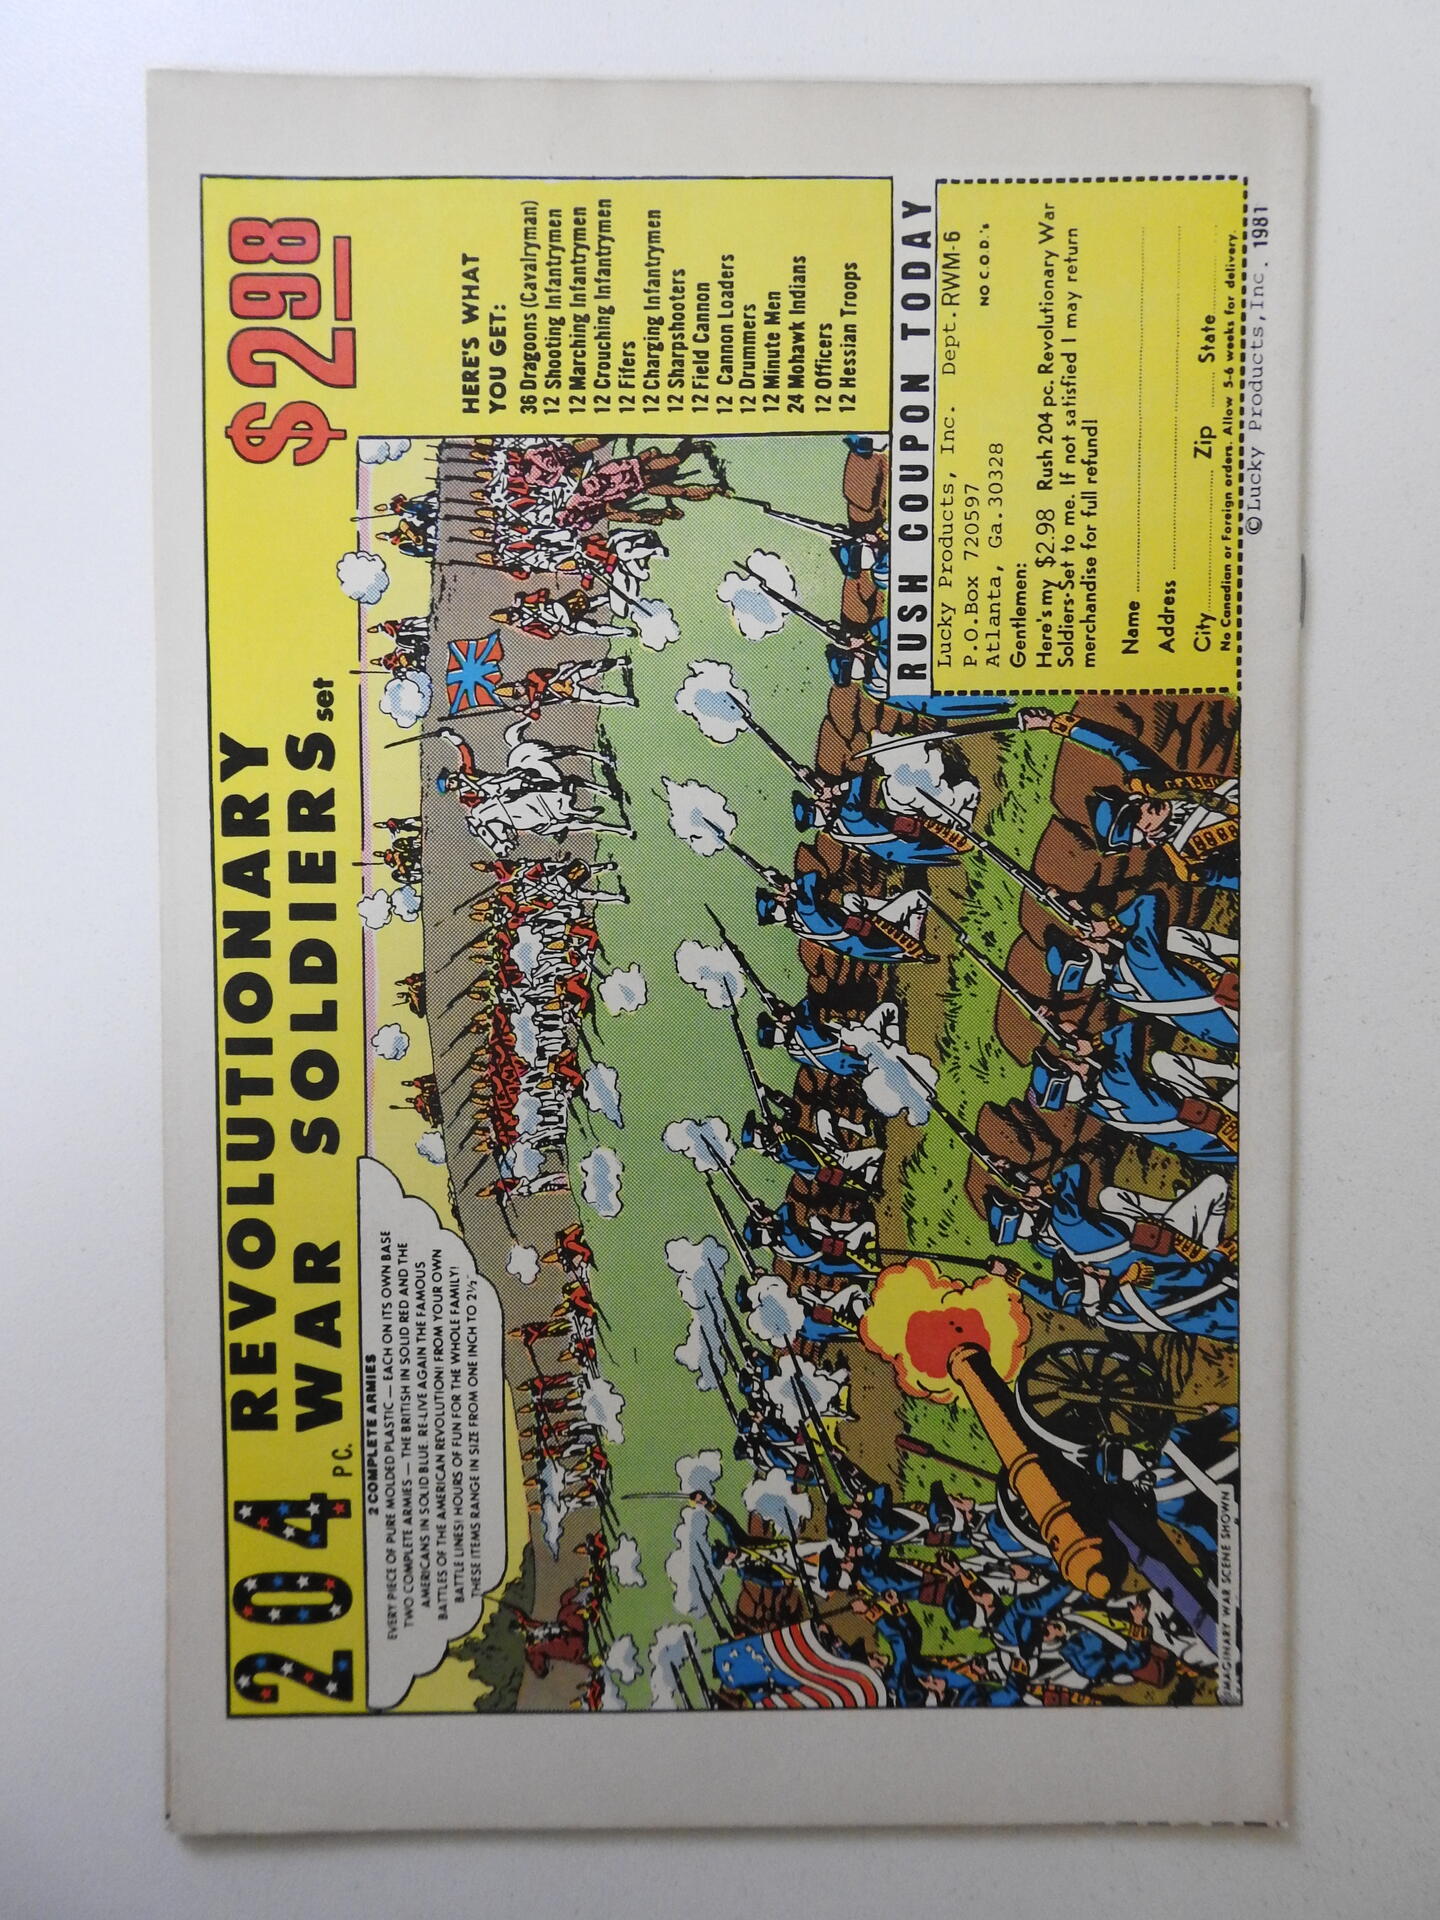 204 PC. REVOLUTIONARY
WAR SOLDIERS set
$2 98
2 COMPLETE ARMIES
EVERY PIECE OF PURE MOLDED PLASTIC — EACH ON ITS OWN BASE
TWO COMPLETE ARMIES — THE BRITISH IN SOLID RED AND THE
AMERICANS IN SOLID BLUE. RE-LIVE AGAIN THE FAMOUS
BATTLES OF THE AMERICAN REVOLUTION! FROM YOUR OWN
BATTLE LINES! HOURS OF FUN FOR THE WHOLE FAMILY!
THESE ITEMS RANGE IN SIZE FROM ONE INCH TO 2½"
HERE'S WHAT
YOU GET:
36 Dragoons (Cavalryman)
12 Shooting Infantrymen
12 Marching Infantrymen
12 Crouching Infantrymen
12 Fifers
12 Charging Infantrymen
12 Sharpshooters
12 Field Cannon
12 Cannon Loaders
12 Drummers
12 Minute Men
24 Mohawk Indians
12 Officers
12 Hessian Troops
RUSH COUPON TODAY
Lucky Products, Inc. Dept.RWM-6
P.O.Box 720597 NO C.O.D.'s
Atlanta, Ga.30328
Gentlemen:
Here's my $2.98 Rush 204 pc. Revolutionary War
Soldiers-Set to me. If not satisfied I may return
merchandise for full refund!
Name
Address
City Zip State
No Canadian or Foreign orders. Allow 5-6 weeks for delivery.
IMAGINARY WAR SCENE SHOWN
©Lucky Products,Inc. 1981